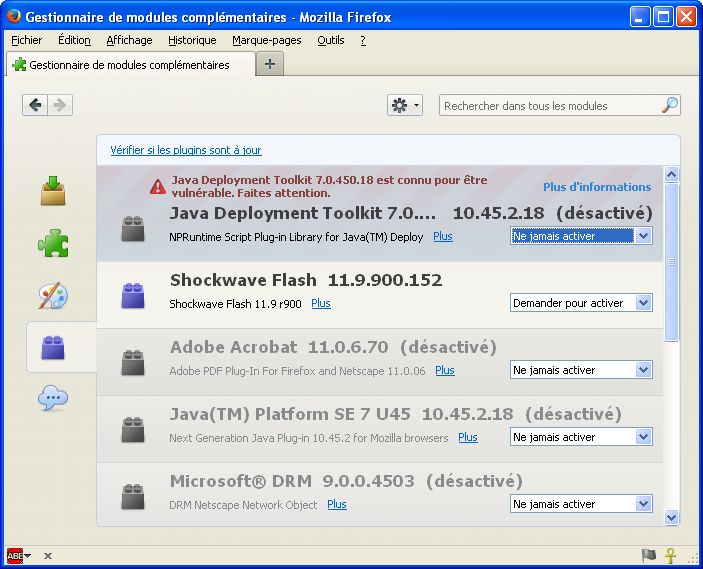 Gestionnaire de modules complémentaires - Mozilla Firefox
Fichier Édition Affichage Historique Marque-pages Outils ?
Gestionnaire de modules complémentaires
Rechercher dans tous les modules
Vérifier si les plugins sont à jour
Java Deployment Toolkit 7.0.450.18 est connu pour être
vulnérable. Faites attention.
Plus d'informations
Java Deployment Toolkit 7.0.... 10.45.2.18 (désactivé)
NPRuntime Script Plug-in Library for Java(TM) Deploy Plus
Ne jamais activer
Shockwave Flash 11.9.900.152
Shockwave Flash 11.9 r900 Plus
Demander pour activer
Adobe Acrobat 11.0.6.70 (désactivé)
Adobe PDF Plug-In For Firefox and Netscape 11.0.06 Plus
Ne jamais activer
Java(TM) Platform SE 7 U45 10.45.2.18 (désactivé)
Next Generation Java Plug-in 10.45.2 for Mozilla browsers Plus
Ne jamais activer
Microsoft® DRM 9.0.0.4503 (désactivé)
DRM Netscape Network Object Plus
Ne jamais activer
ABE